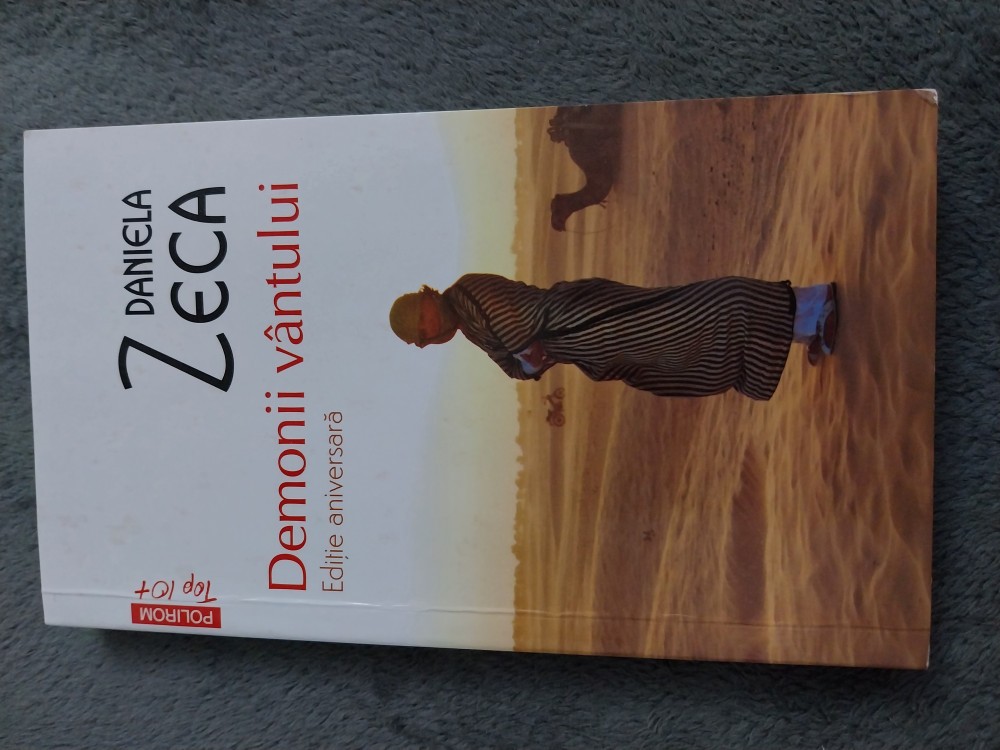 DANIELA
ZECA
Demonii vântului
Ediție aniversară
POLIROM
Top 10+